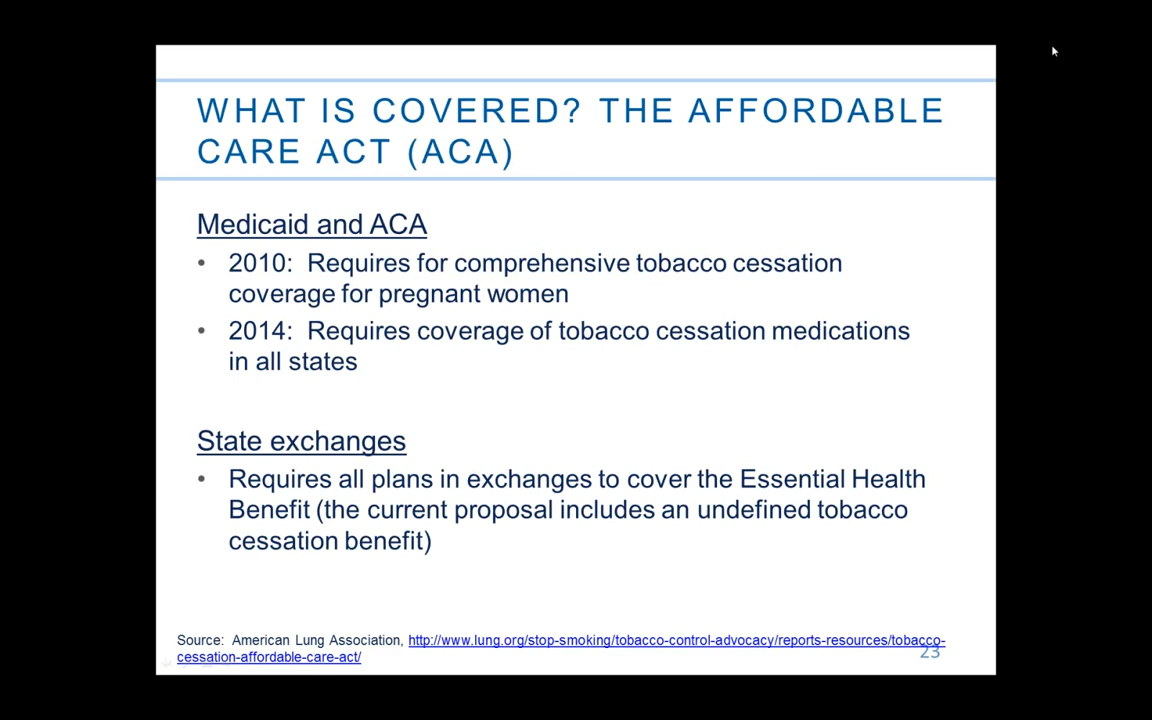 WHAT IS COVERED? THE AFFORDABLE
CARE ACT (ACA)
Medicaid and ACA
• 2010:  Requires for comprehensive tobacco cessation
coverage for pregnant women
• 2014:  Requires coverage of tobacco cessation medications
in all states
State exchanges
• Requires all plans in exchanges to cover the Essential Health
Benefit (the current proposal includes an undefined tobacco
cessation benefit)
Source:  American Lung Association, http://www.lung.org/stop-smoking/tobacco-control-advocacy/reports-resources/tobacco-
cessation-affordable-care-act/
23